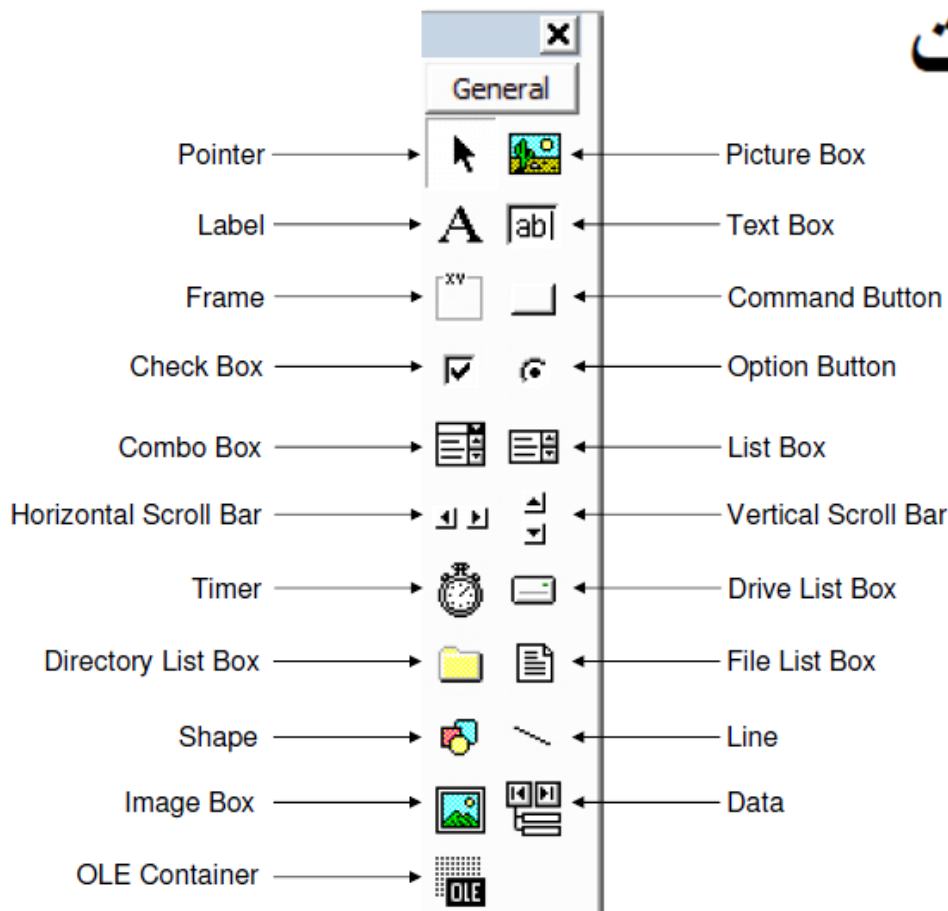 General
Pointer
Picture Box
Label
A
ab
Text Box
Frame
XV
Command Button
Check Box
Option Button
Combo Box
List Box
Horizontal Scroll Bar
Vertical Scroll Bar
Timer
Drive List Box
Directory List Box
File List Box
Shape
Line
Image Box
Data
OLE Container
OLE